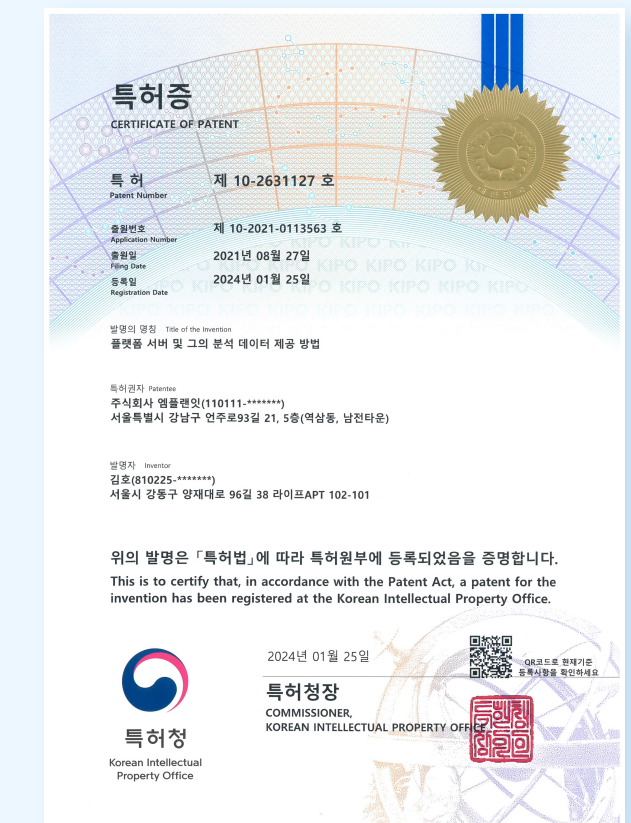 특허증
CERTIFICATE OF PATENT
특 허 제 10-2631127 호
Patent Number
출원번호 제 10-2021-0113563 호
Application Number
출원일 2021년 08월 27일
Filing Date
등록일 2024년 01월 25일
Registration Date
발명의 명칭 Title of the Invention
플랫폼 서버 및 그의 분석 데이터 제공 방법
특허권자 Patentee
주식회사 엠플랜잇(110111-*******)
서울특별시 강남구 언주로93길 21, 5층(역삼동, 남전타운)
발명자 Inventor
김호(810225-*******)
서울시 강동구 양재대로 96길 38 라이프APT 102-101
위의 발명은 「특허법」에 따라 특허원부에 등록되었음을 증명합니다.
This is to certify that, in accordance with the Patent Act, a patent for the
invention has been registered at the Korean Intellectual Property Office.
2024년 01월 25일
QR코드로 현재기준
등록사항을 확인하세요
특허청장
COMMISSIONER,
KOREAN INTELLECTUAL PROPERTY OFFICE
특허청
Korean Intellectual
Property Office
KIPO KIPO KIPO
KIPO KIPO KIPO KIPO